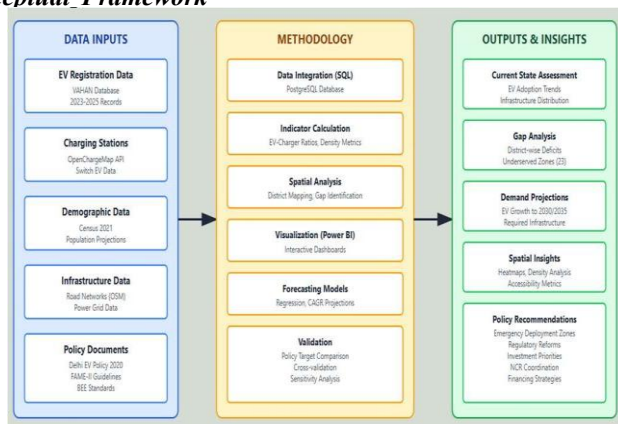 DATA INPUTS
EV Registration Data
VAHAN Database
2023-2025 Records
Charging Stations
OpenChargeMap API
Switch EV Data
Demographic Data
Census 2021
Population Projections
Infrastructure Data
Road Networks (OSM)
Power Grid Data
Policy Documents
Delhi EV Policy 2020
FAME-II Guidelines
BEE Standards
METHODOLOGY
Data Integration (SQL)
PostgreSQL Database
Indicator Calculation
EV-Charger Ratios, Density Metrics
Spatial Analysis
District Mapping, Gap Identification
Visualization (Power BI)
Interactive Dashboards
Forecasting Models
Regression, CAGR Projections
Validation
Policy Target Comparison
Cross-validation
Sensitivity Analysis
OUTPUTS & INSIGHTS
Current State Assessment
EV Adoption Trends
Infrastructure Distribution
Gap Analysis
District-wise Deficits
Underserved Zones (23)
Demand Projections
EV Growth to 2030/2035
Required Infrastructure
Spatial Insights
Heatmaps, Density Analysis
Accessibility Metrics
Policy Recommendations
Emergency Deployment Zones
Regulatory Reforms
Investment Priorities
NCR Coordination
Financing Strategies